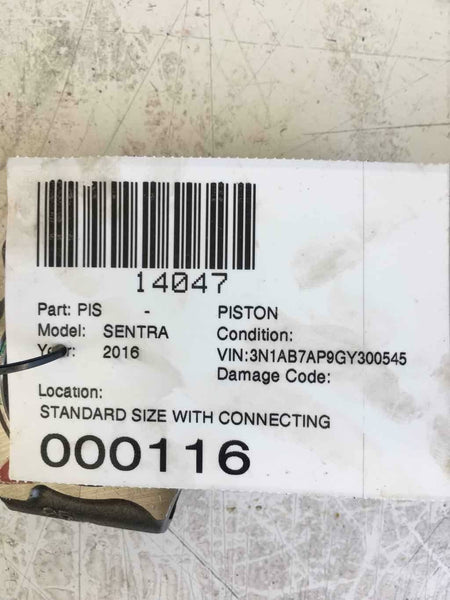 14047
Part: PIS - PISTON
Model: SENTRA Condition:
Year: 2016 VIN:3N1AB7AP9GY300545
Damage Code:
Location:
STANDARD SIZE WITH CONNECTING
000116